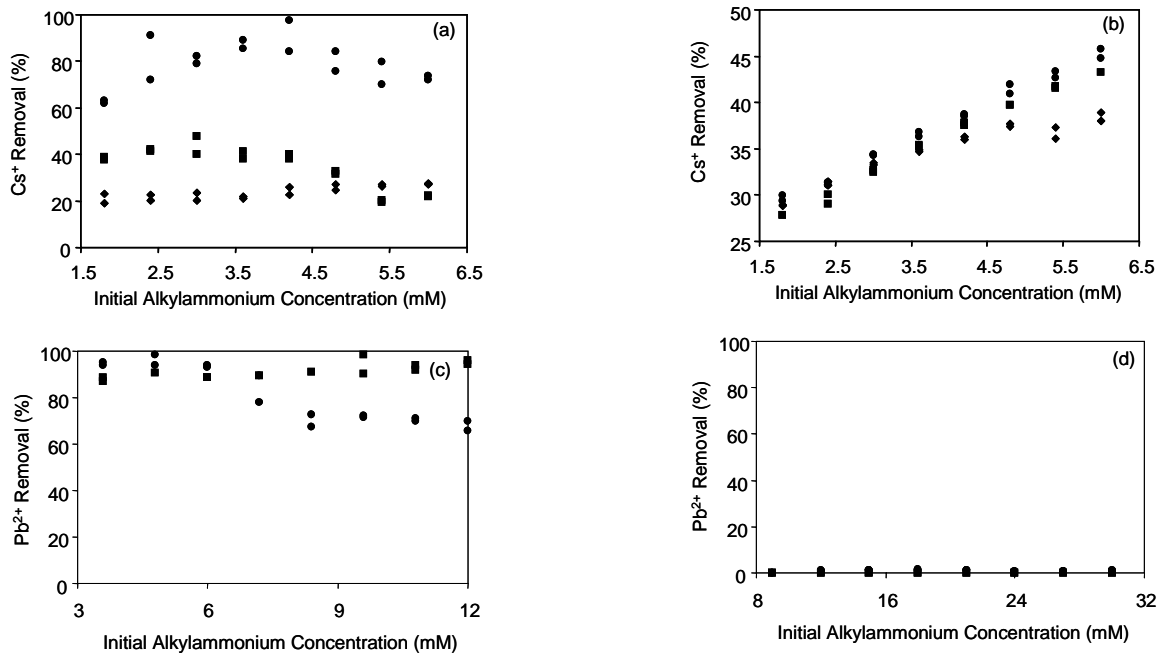 (a)
Cs⁺ Removal (%)
100
80
60
40
20
0
1.5 2.5 3.5 4.5 5.5 6.5
Initial Alkylammonium Concentration (mM)
(b)
Cs⁺ Removal (%)
50
45
40
35
30
25
1.5 2.5 3.5 4.5 5.5 6.5
Initial Alkylammonium Concentration (mM)
(c)
Pb²⁺ Removal (%)
100
80
60
40
20
0
3 6 9 12
Initial Alkylammonium Concentration (mM)
(d)
Pb²⁺ Removal (%)
100
80
60
40
20
0
8 16 24 32
Initial Alkylammonium Concentration (mM)